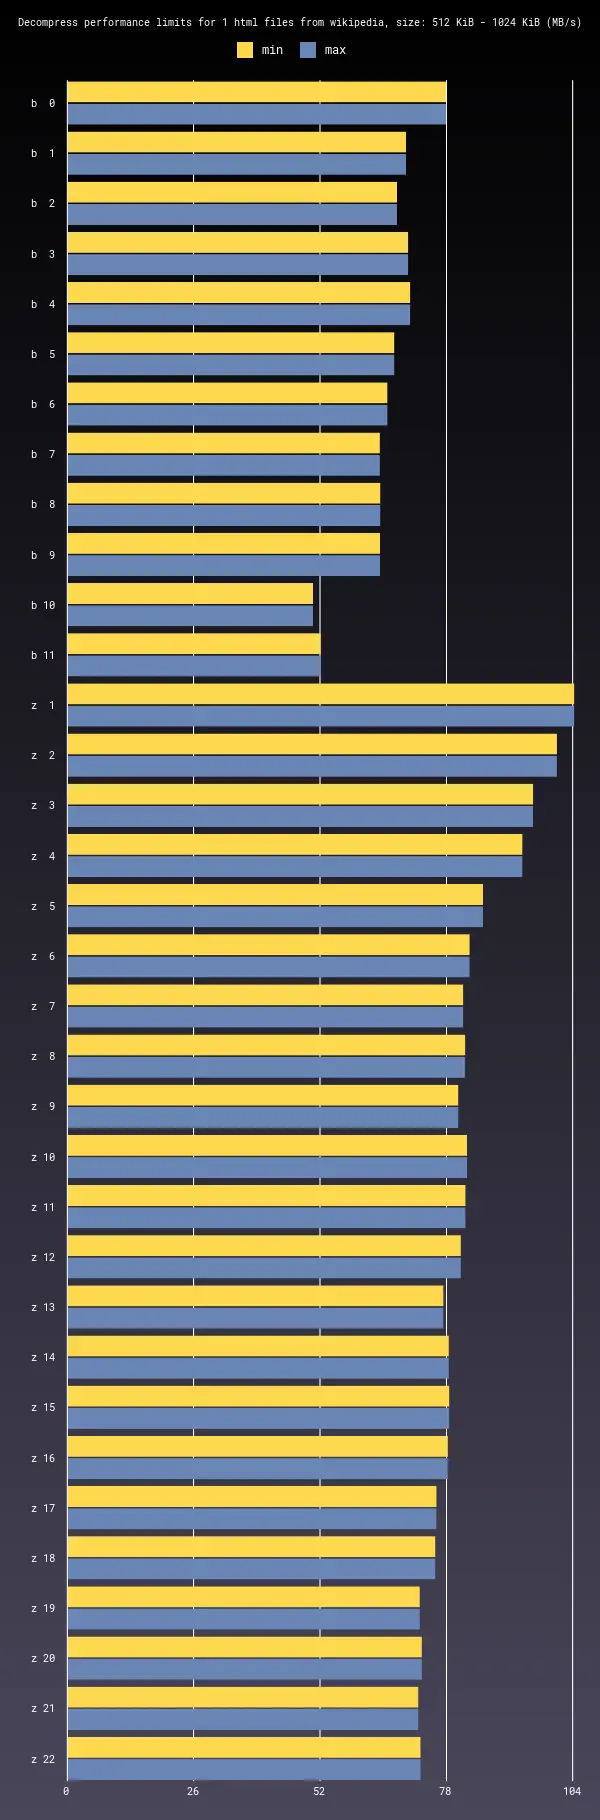 Decompress performance limits for 1 html files from wikipedia, size: 512 KiB - 1024 KiB (MB/s)
min max
b 0
b 1
b 2
b 3
b 4
b 5
b 6
b 7
b 8
b 9
b 10
b 11
z 1
z 2
z 3
z 4
z 5
z 6
z 7
z 8
z 9
z 10
z 11
z 12
z 13
z 14
z 15
z 16
z 17
z 18
z 19
z 20
z 21
z 22
0 26 52 78 104